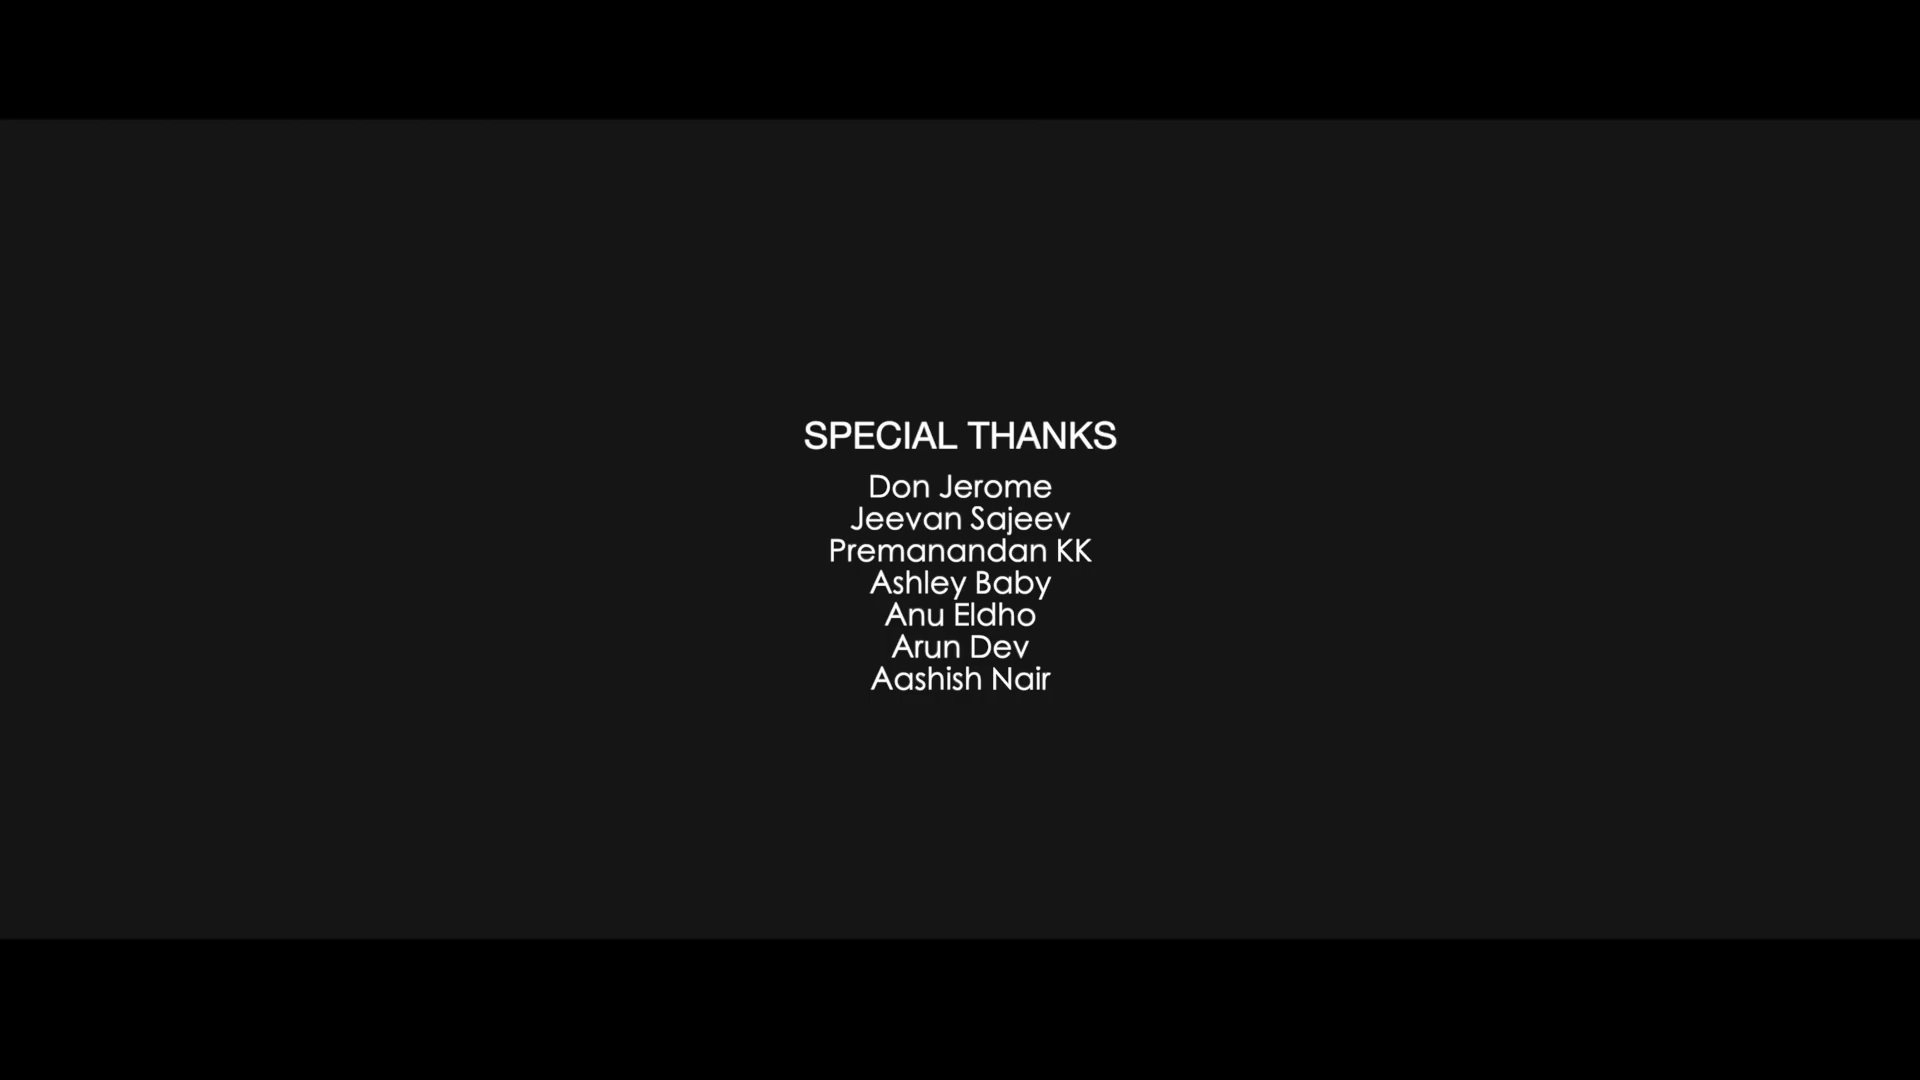 SPECIAL THANKS
Don Jerome
Jeevan Sajeev
Premanandan KK
Ashley Baby
Anu Eldho
Arun Dev
Aashish Nair